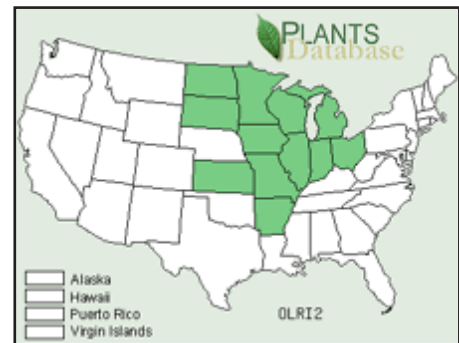 PLANTS
Database
Alaska
Hawaii
Puerto Rico
Virgin Islands
OLRI2